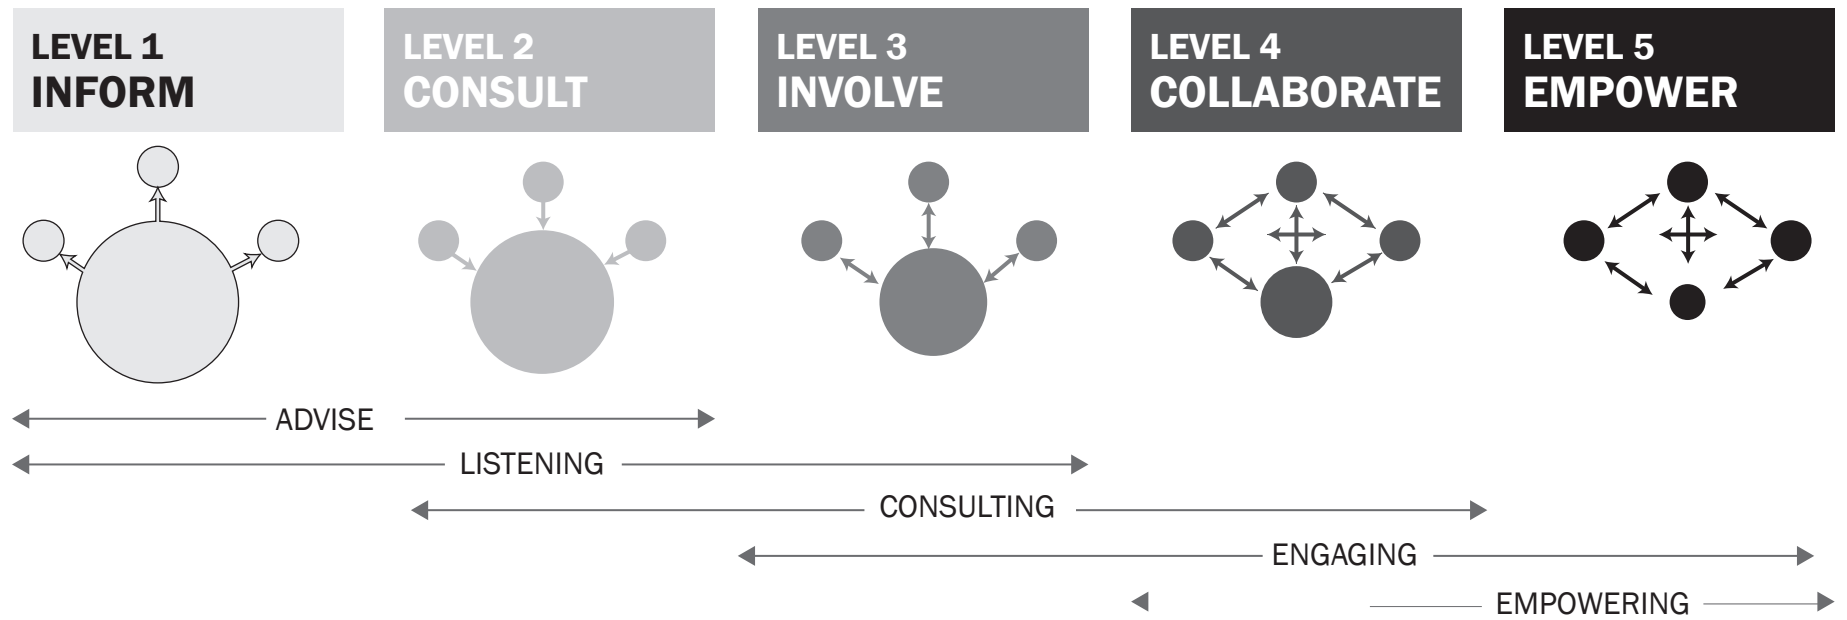 LEVEL 1
INFORM
LEVEL 2
CONSULT
LEVEL 3
INVOLVE
LEVEL 4
COLLABORATE
LEVEL 5
EMPOWER
ADVISE
LISTENING
CONSULTING
ENGAGING
EMPOWERING